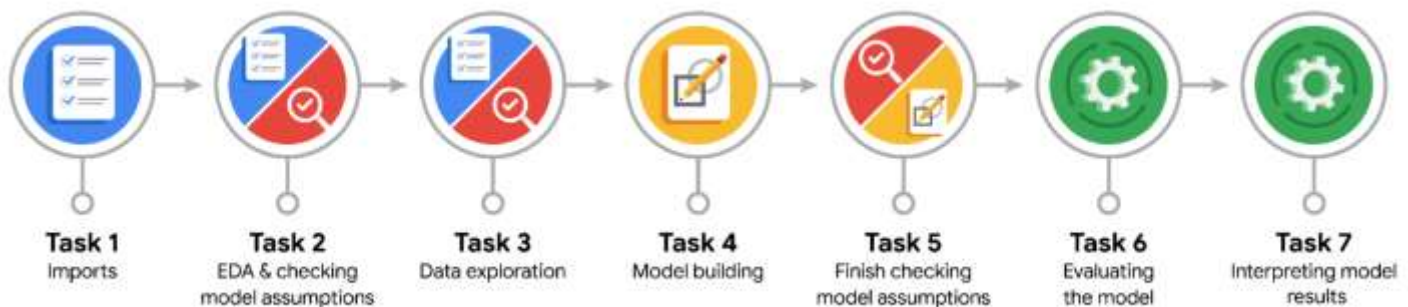 Task 1
Imports
Task 2
EDA & checking
model assumptions
Task 3
Data exploration
Task 4
Model building
Task 5
Finish checking
model assumptions
Task 6
Evaluating
the model
Task 7
Interpreting model
results